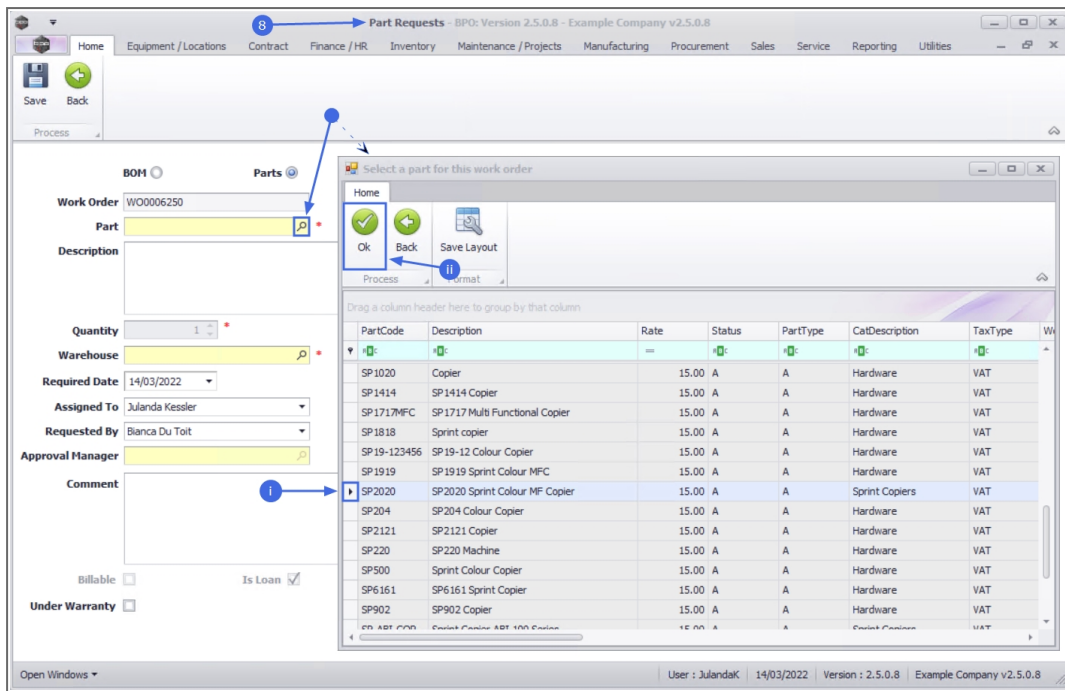 8
Part Requests - BPO: Version 2.5.0.8 - Example Company v2.5.0.8
Home Equipment / Locations Contract Finance / HR Inventory Maintenance / Projects Manufacturing Procurement Sales Service Reporting Utilities
Save Back
Process
BOM Parts
Work Order WO0006250
Part *
Description
Quantity 1 *
Warehouse *
Required Date 14/03/2022
Assigned To Julanda Kessler
Requested By Bianca Du Toit
Approval Manager
Comment
Billable Is Loan
Under Warranty
Select a part for this work order
Home
Ok Back Save Layout
ii
Process Format
Drag a column header here to group by that column
PartCode Description Rate Status PartType CatDescription TaxType We
SP1020 Copier 15.00 A A Hardware VAT
SP1414 SP1414 Copier 15.00 A A Hardware VAT
SP1717MFC SP1717 Multi Functional Copier 15.00 A A Hardware VAT
SP1818 Sprint copier 15.00 A A Hardware VAT
SP19-123456 SP19-12 Colour Copier 15.00 A A Hardware VAT
SP1919 SP1919 Sprint Colour MFC 15.00 A A Hardware VAT
i SP2020 SP2020 Sprint Colour MF Copier 15.00 A A Sprint Copiers VAT
SP204 SP204 Colour Copier 15.00 A A Hardware VAT
SP2121 SP2121 Copier 15.00 A A Hardware VAT
SP220 SP220 Machine 15.00 A A Hardware VAT
SP500 Sprint Colour Copier 15.00 A A Hardware VAT
SP6161 SP6161 Sprint Copier 15.00 A A Hardware VAT
SP902 SP902 Copier 15.00 A A Hardware VAT
Open Windows User : JulandaK 14/03/2022 Version : 2.5.0.8 Example Company v2.5.0.8